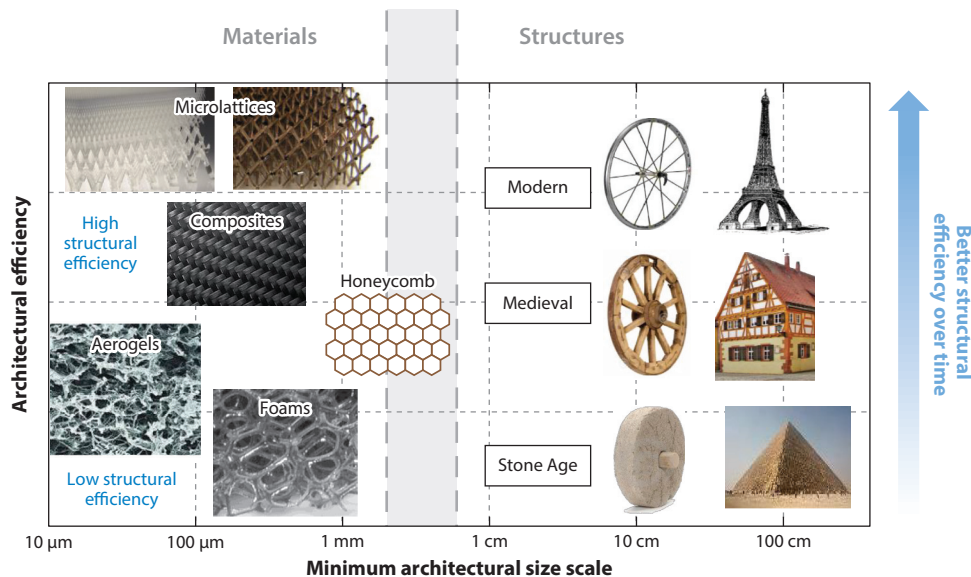 Materials
Structures
Microlattices
Modern
High
structural
efficiency
Composites
Honeycomb
Medieval
Aerogels
Foams
Low structural
efficiency
Stone Age
Architectural efficiency
Better structural
efficiency over time
10 µm
100 µm
1 mm
1 cm
10 cm
100 cm
Minimum architectural size scale